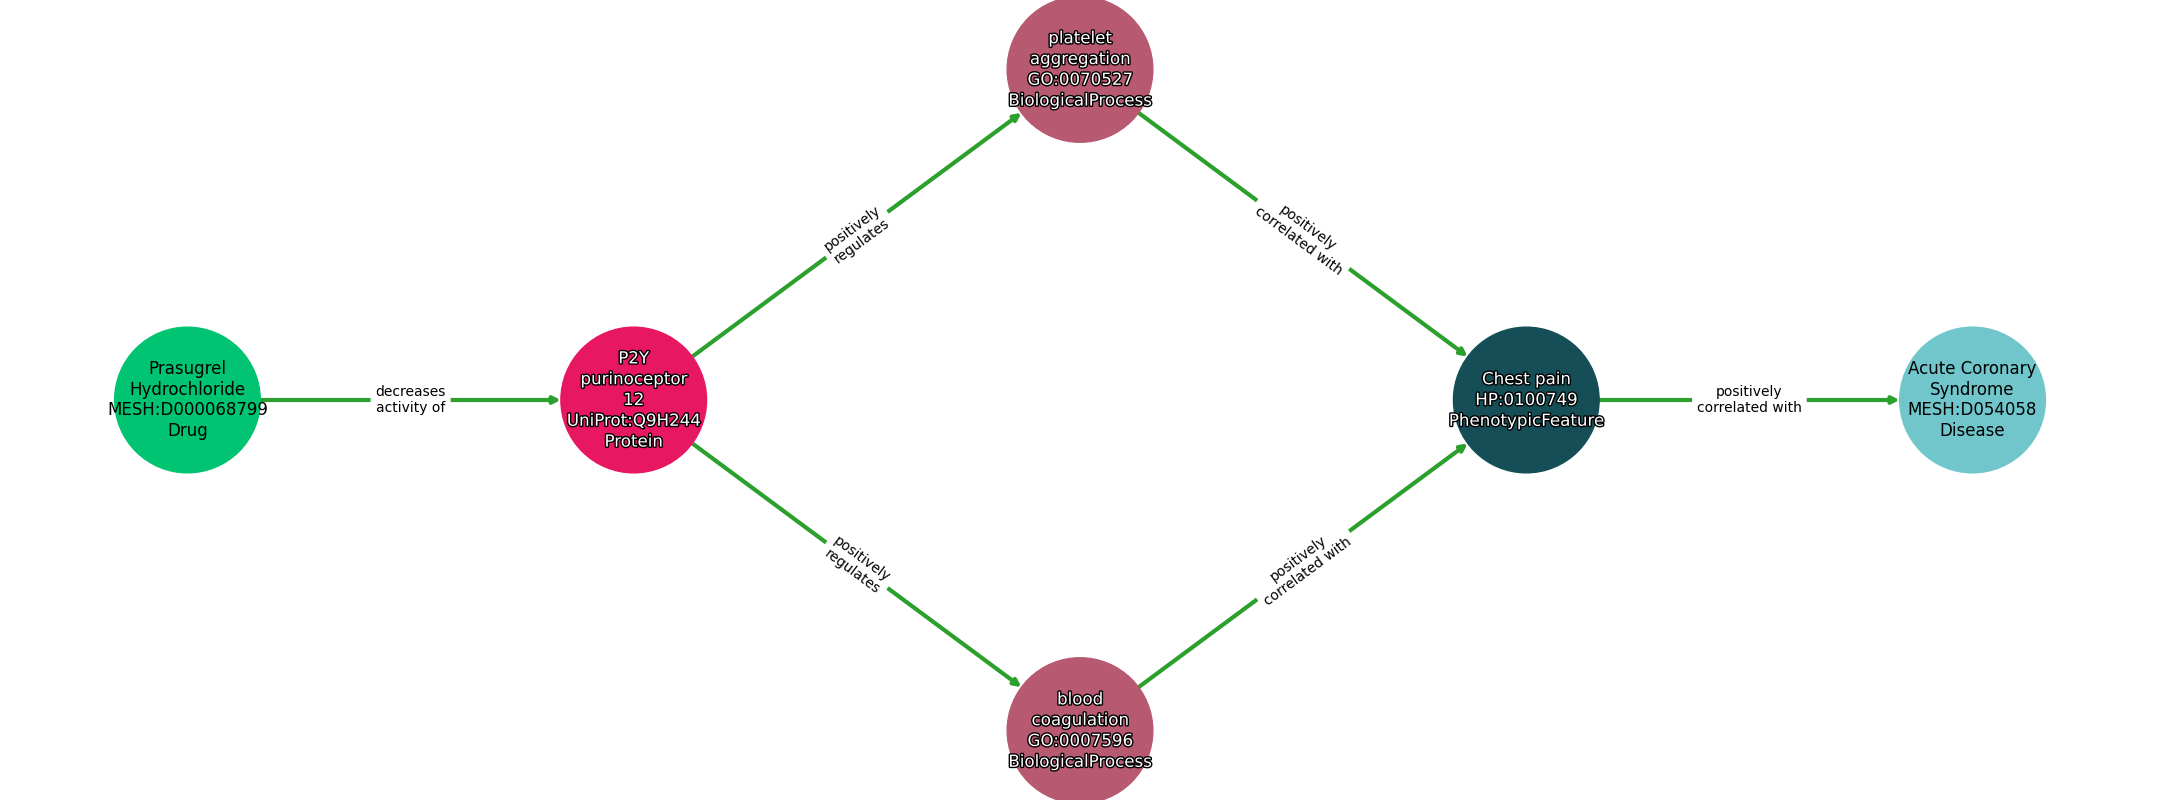 platelet
aggregation
GO:0070527
BiologicalProcess
positively
regulates
positively
correlated with
Prasugrel
Hydrochloride
MESH:D000068799
Drug
decreases
activity of
P2Y
purinoceptor
12
UniProt:Q9H244
Protein
Chest pain
HP:0100749
PhenotypicFeature
positively
correlated with
Acute Coronary
Syndrome
MESH:D054058
Disease
positively
regulates
positively
correlated with
blood
coagulation
GO:0007596
BiologicalProcess